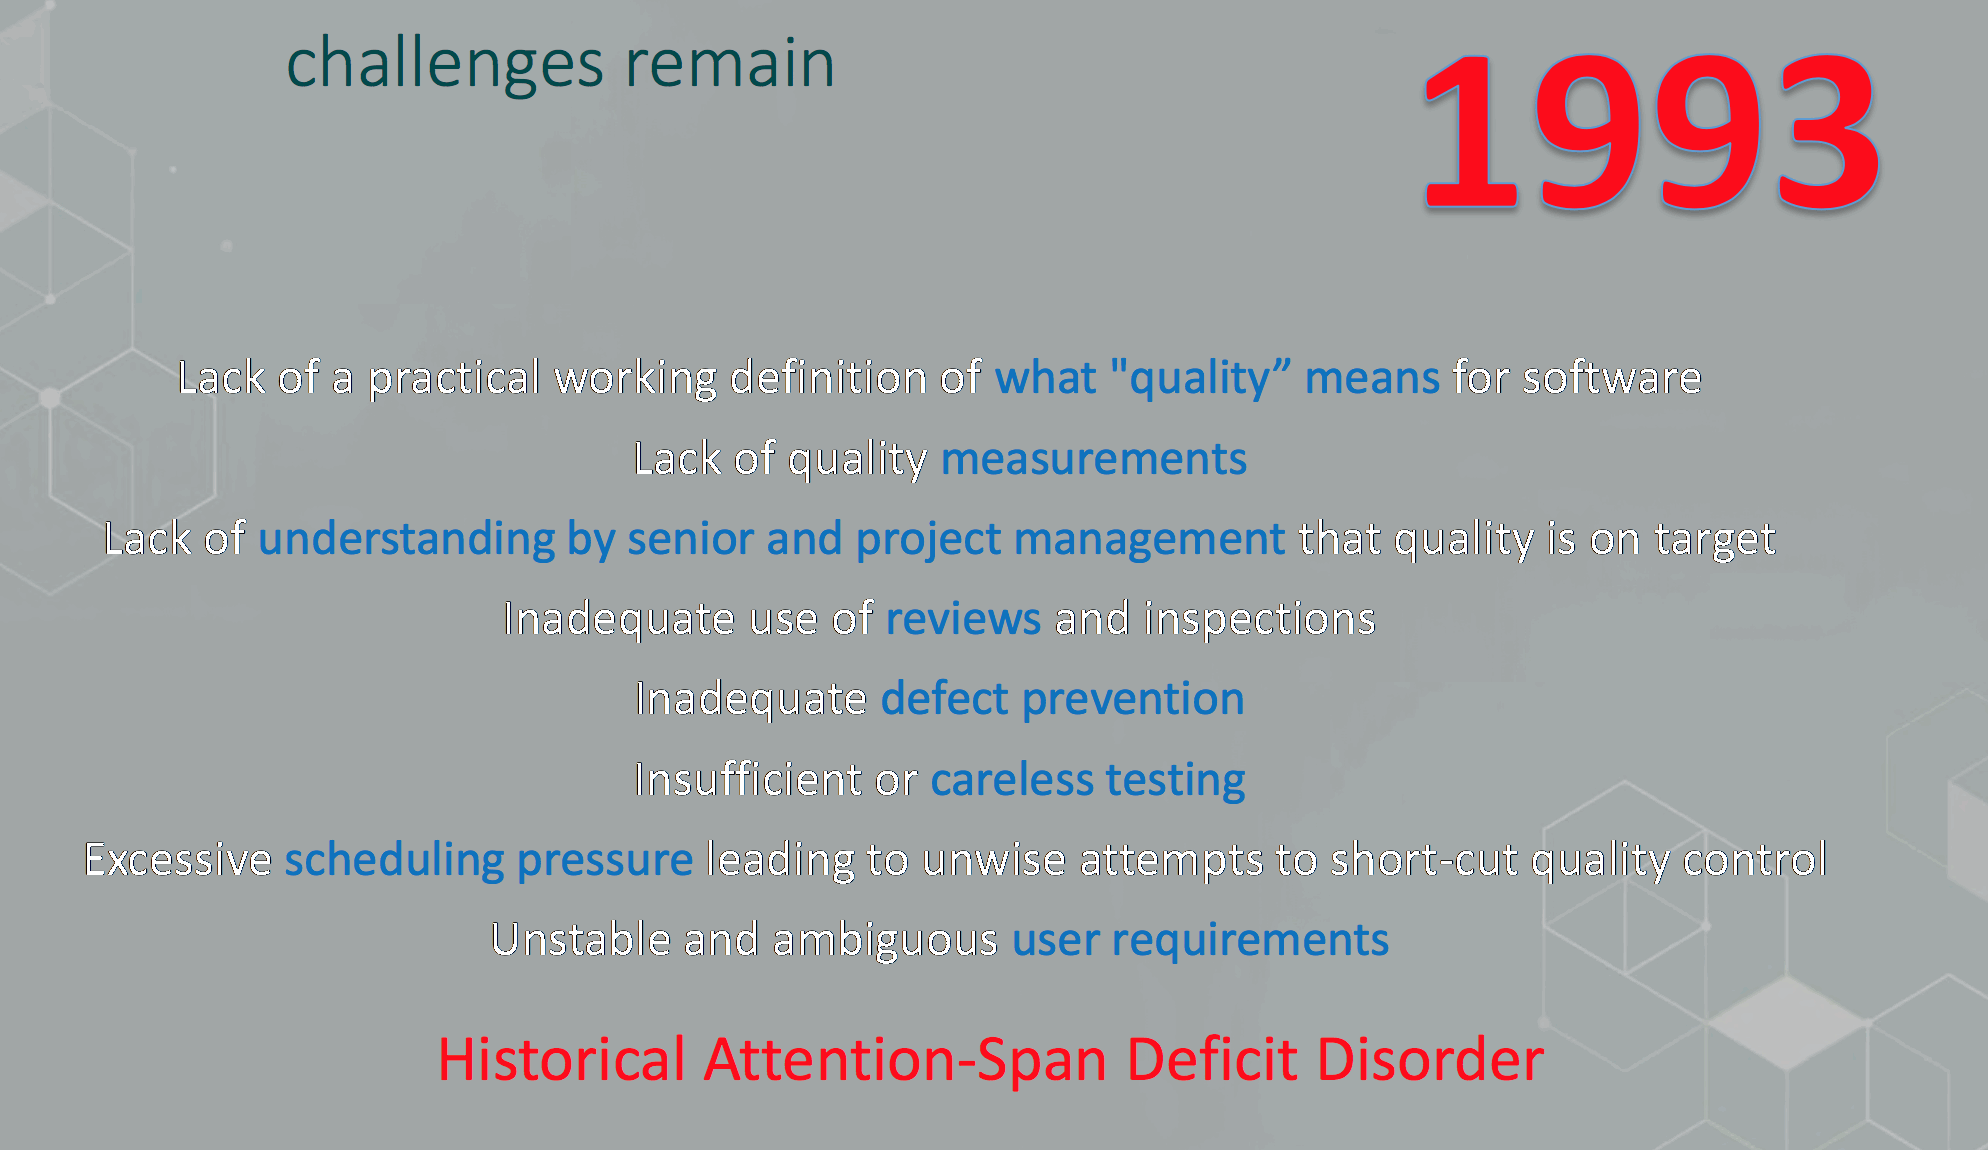 challenges remain
1993
Lack of a practical working definition of what "quality” means for software
Lack of quality measurements
Lack of understanding by senior and project management that quality is on target
Inadequate use of reviews and inspections
Inadequate defect prevention
Insufficient or careless testing
Excessive scheduling pressure leading to unwise attempts to short-cut quality control
Unstable and ambiguous user requirements
Historical Attention-Span Deficit Disorder